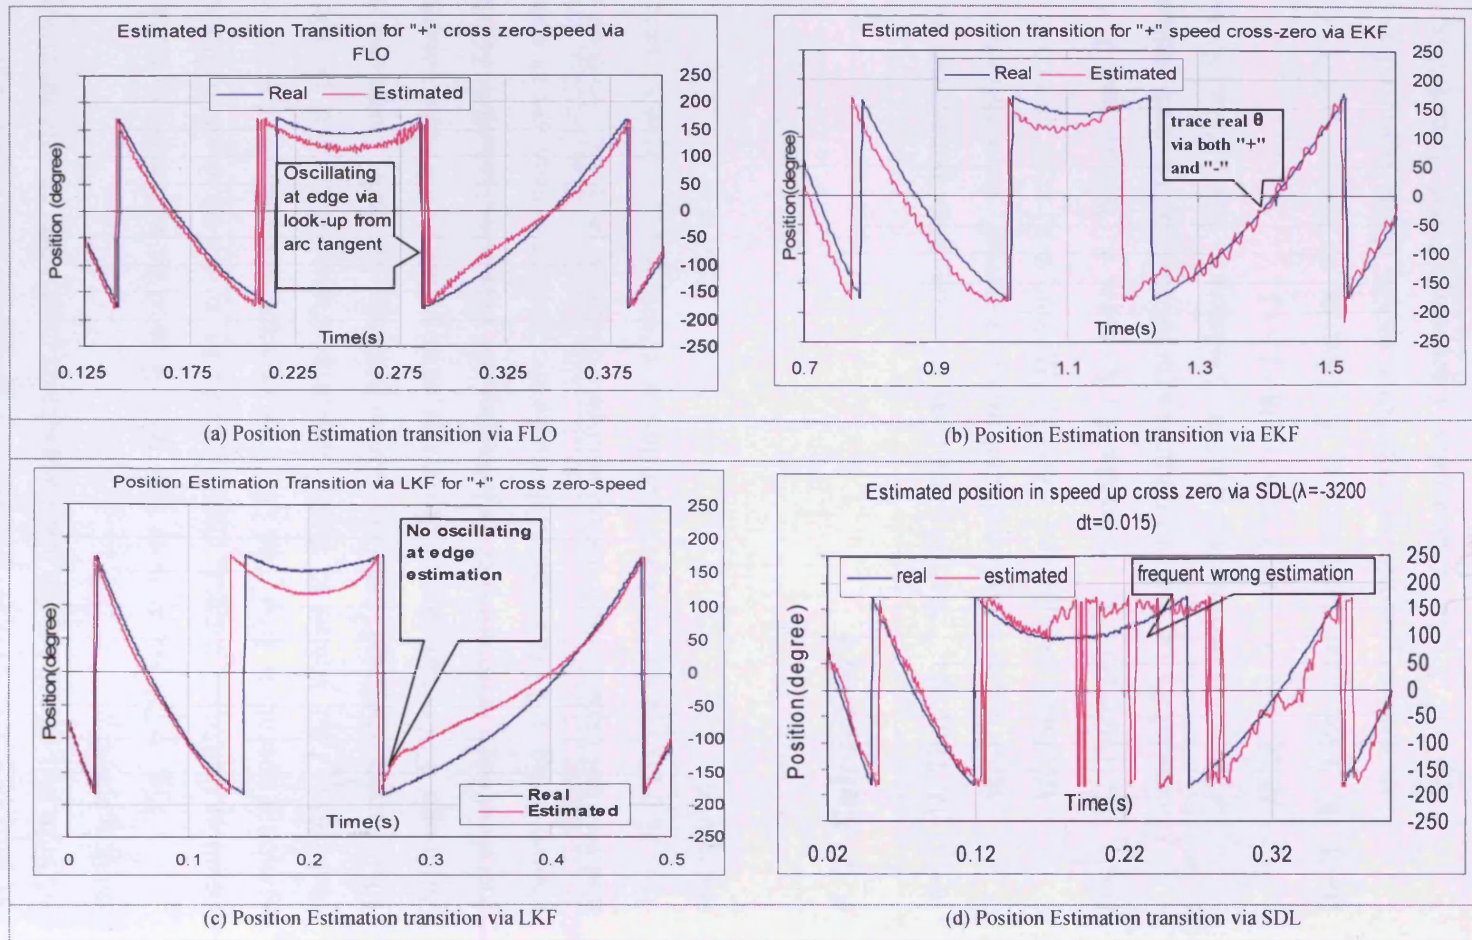 Estimated Position Transition for "+" cross zero-speed via
FLO
Real
Estimated
Oscillating
at edge via
look-up from
arc tangent
Position (degree)
250
200
150
100
50
0
-50
-100
-150
-200
-250
Time(s)
0.125 0.175 0.225 0.275 0.325 0.375
(a) Position Estimation transition via FLO
Estimated position transition for "+" speed cross-zero via EKF
Real
Estimated
trace real θ
via both "+"
and "-"
Position(degree)
250
200
150
100
50
0
-50
-100
-150
-200
-250
Time(s)
0.7 0.9 1.1 1.3 1.5
(b) Position Estimation transition via EKF
Position Estimation Transition via LKF for "+" cross zero-speed
No oscillating
at edge
estimation
Position(degree)
250
200
150
100
50
0
-50
-100
-150
-200
-250
Real
Estimated
Time(s)
0 0.1 0.2 0.3 0.4 0.5
(c) Position Estimation transition via LKF
Estimated position in speed up cross zero via SDL(λ=-3200
dt=0.015)
real
estimated
frequent wrong estimation
Position(degree)
250
200
150
100
50
0
-50
-100
-150
-200
-250
Time(s)
0.02 0.12 0.22 0.32
(d) Position Estimation transition via SDL